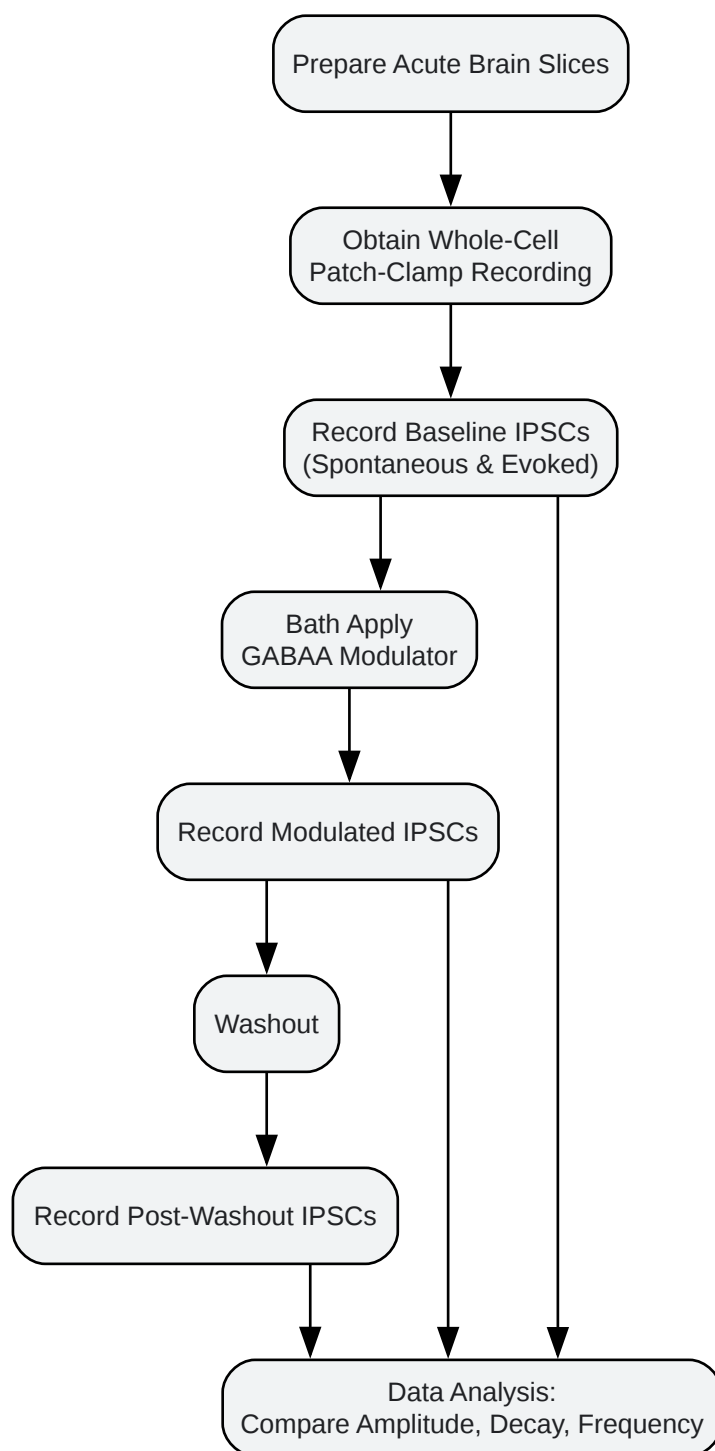 Prepare Acute Brain Slices
Obtain Whole-Cell
Patch-Clamp Recording
Record Baseline IPSCs
(Spontaneous & Evoked)
Bath Apply
GABAA Modulator
Record Modulated IPSCs
Washout
Record Post-Washout IPSCs
Data Analysis:
Compare Amplitude, Decay, Frequency